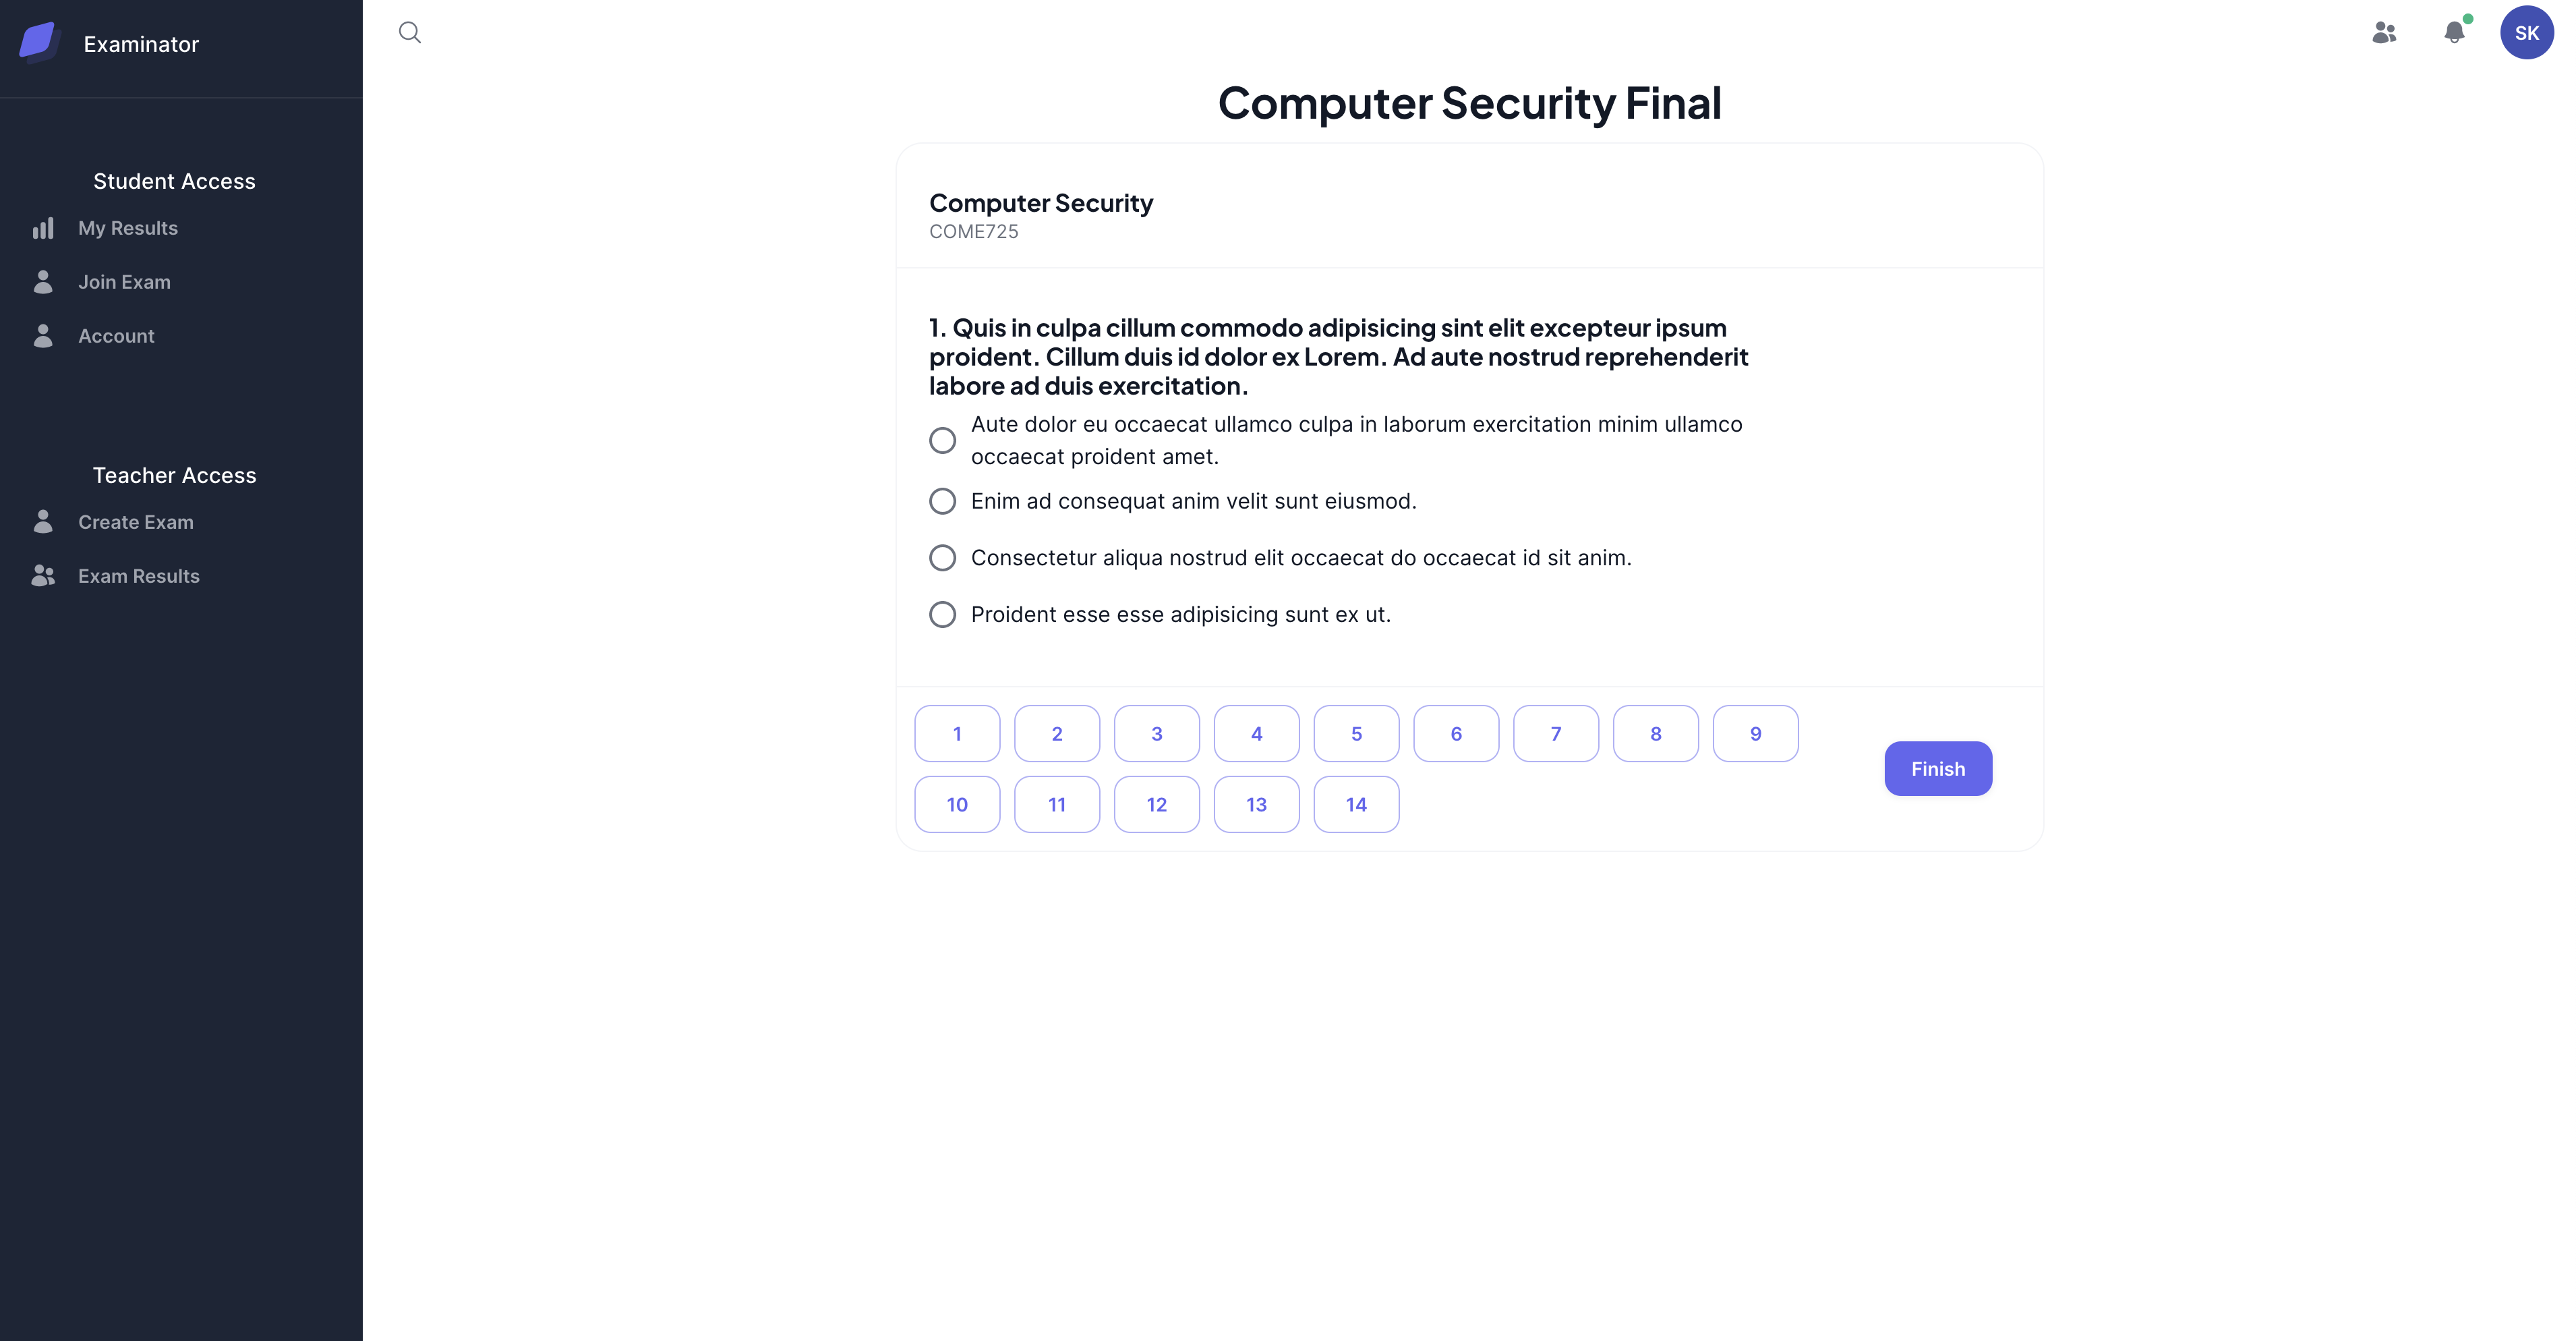 Examinator
Student Access
My Results
Join Exam
Account
Teacher Access
Create Exam
Exam Results
SK
Computer Security Final
Computer Security
COME725
1. Quis in culpa cillum commodo adipisicing sint elit excepteur ipsum
proident. Cillum duis id dolor ex Lorem. Ad aute nostrud reprehenderit
labore ad duis exercitation.
Aute dolor eu occaecat ullamco culpa in laborum exercitation minim ullamco
occaecat proident amet.
Enim ad consequat anim velit sunt eiusmod.
Consectetur aliqua nostrud elit occaecat do occaecat id sit anim.
Proident esse esse adipisicing sunt ex ut.
1 2 3 4 5 6 7 8 9
10 11 12 13 14
Finish